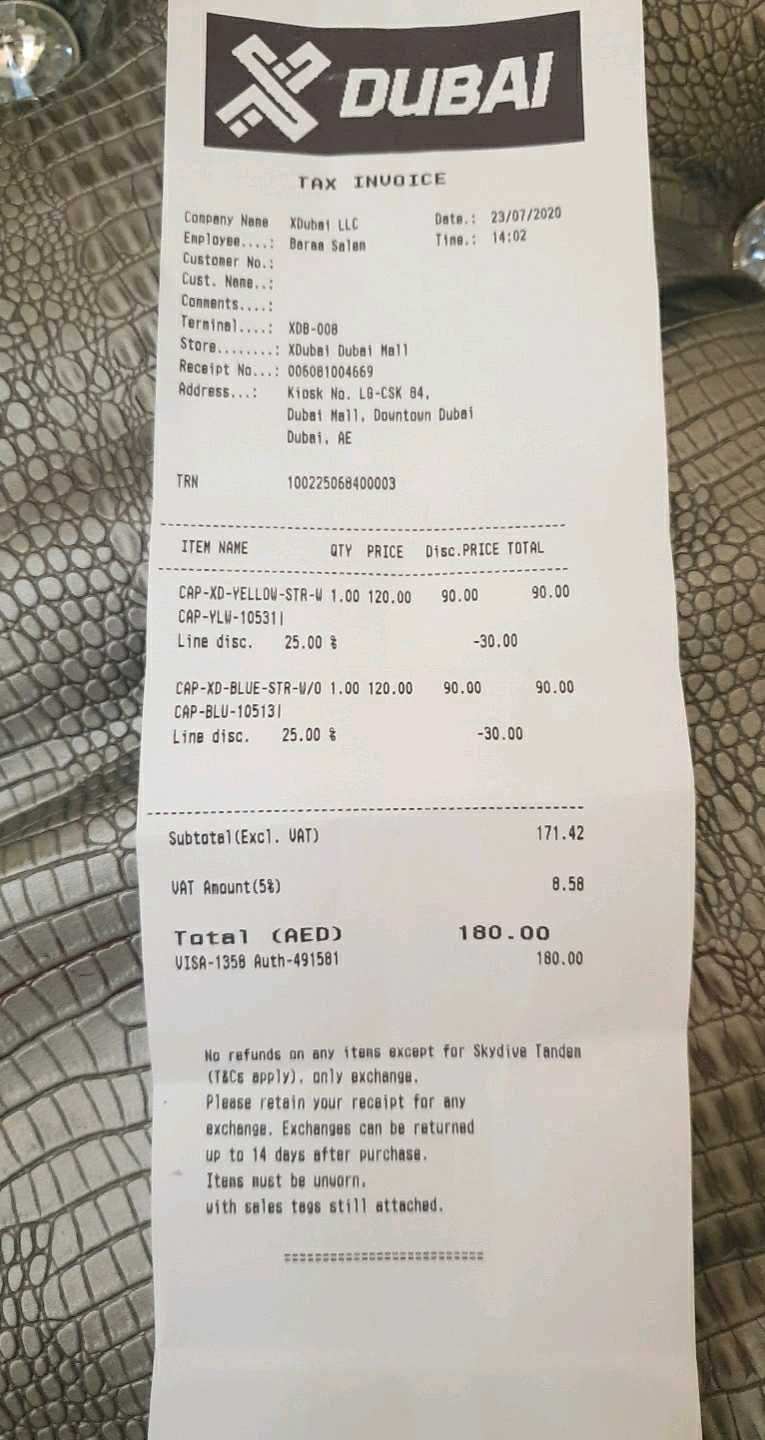 DUBAI
TAX INVOICE
Company Name XDubai LLC Date.: 23/07/2020
Employee....: Baraa Salem Time.: 14:02
Customer No.:
Cust. Name..:
Comments....:
Terminal....: XDB-008
Store........: XDubai Dubai Mall
Receipt No...: 006081004669
Address...: Kiosk No. LG-CSK 84,
Dubai Mall, Downtown Dubai
Dubai, AE
TRN 100225068400003
ITEM NAME QTY PRICE Disc.PRICE TOTAL
CAP-XD-YELLOW-STR-W 1.00 120.00 90.00 90.00
CAP-YLW-10531|
Line disc. 25.00 % -30.00
CAP-XD-BLUE-STR-W/O 1.00 120.00 90.00 90.00
CAP-BLU-10513|
Line disc. 25.00 % -30.00
Subtotal(Excl. VAT) 171.42
VAT Amount(5%) 8.58
Total (AED) 180.00
VISA-1358 Auth-491581 180.00
No refunds on any items except for Skydive Tandem
(T&Cs apply), only exchange.
Please retain your receipt for any
exchange. Exchanges can be returned
up to 14 days after purchase.
Items must be unworn,
with sales tags still attached.